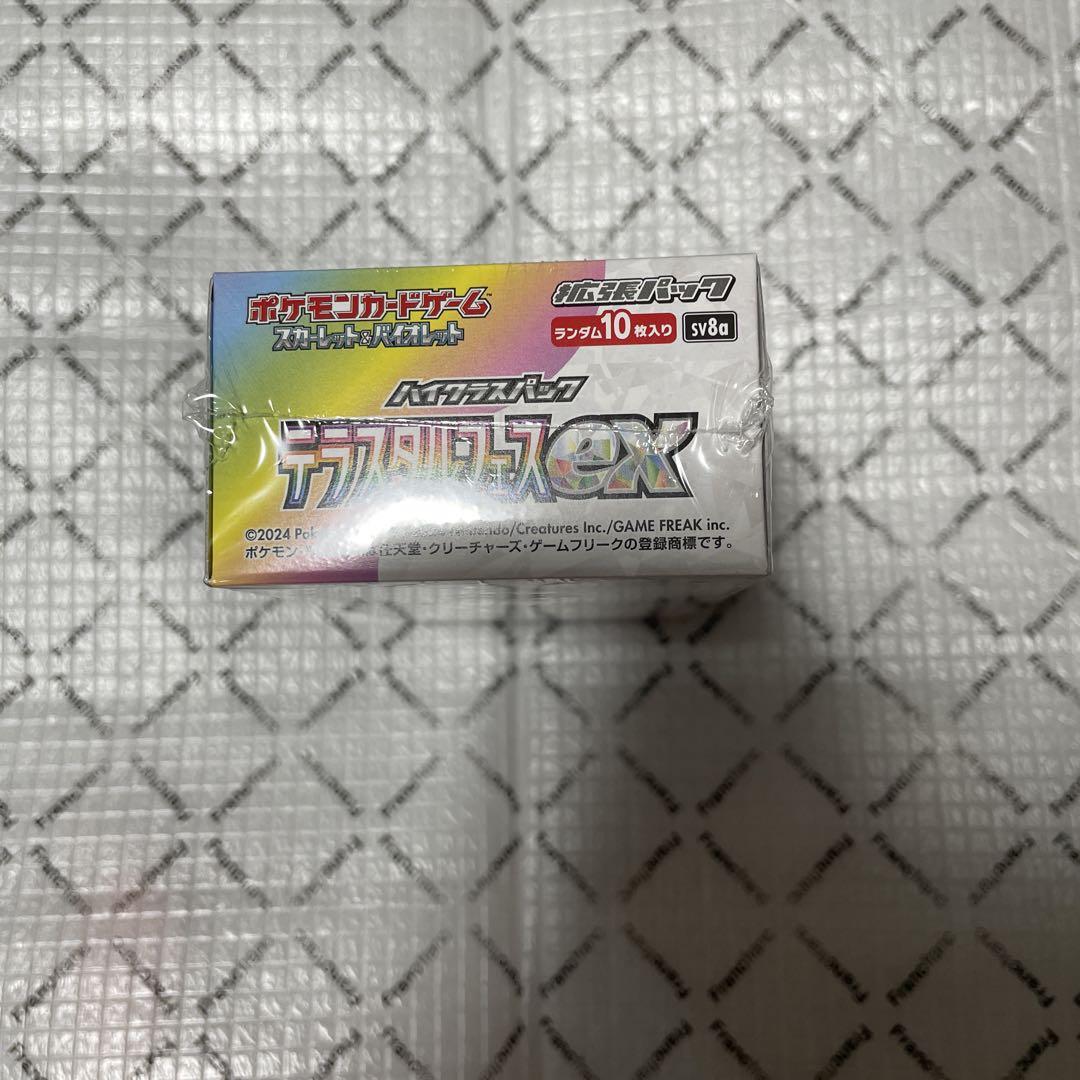 ポケモンカードゲーム
スカーレット&バイオレット
拡張パック
ランダム10枚入り
sv8a
ハイクラスパック
テラスタルフェスex
©2024 /Creatures Inc./GAME FREAK inc.
ポケモン・ は任天堂・クリーチャーズ・ゲームフリークの登録商標です。
Francfranc